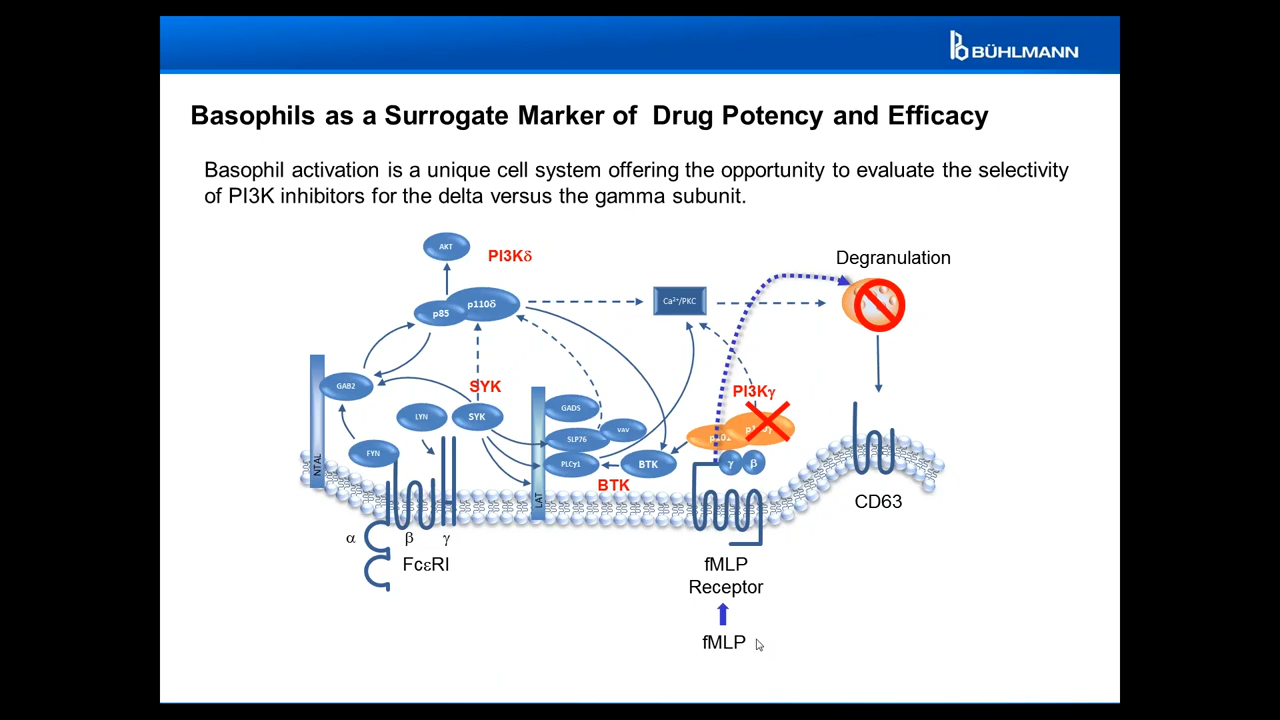 BÜHLMANN
Basophils as a Surrogate Marker of Drug Potency and Efficacy
Basophil activation is a unique cell system offering the opportunity to evaluate the selectivity
of PI3K inhibitors for the delta versus the gamma subunit.
AKT
PI3Kδ
Degranulation
p85
p110δ
Ca²⁺/PKC
GAB2
SYK
PI3Kγ
LYN
SYK
GADS
SLP76
VAV
FYN
PLCγ1
BTK
γ
β
NTAL
BTK
LAT
CD63
α
β
γ
FcεRI
fMLP
Receptor
fMLP